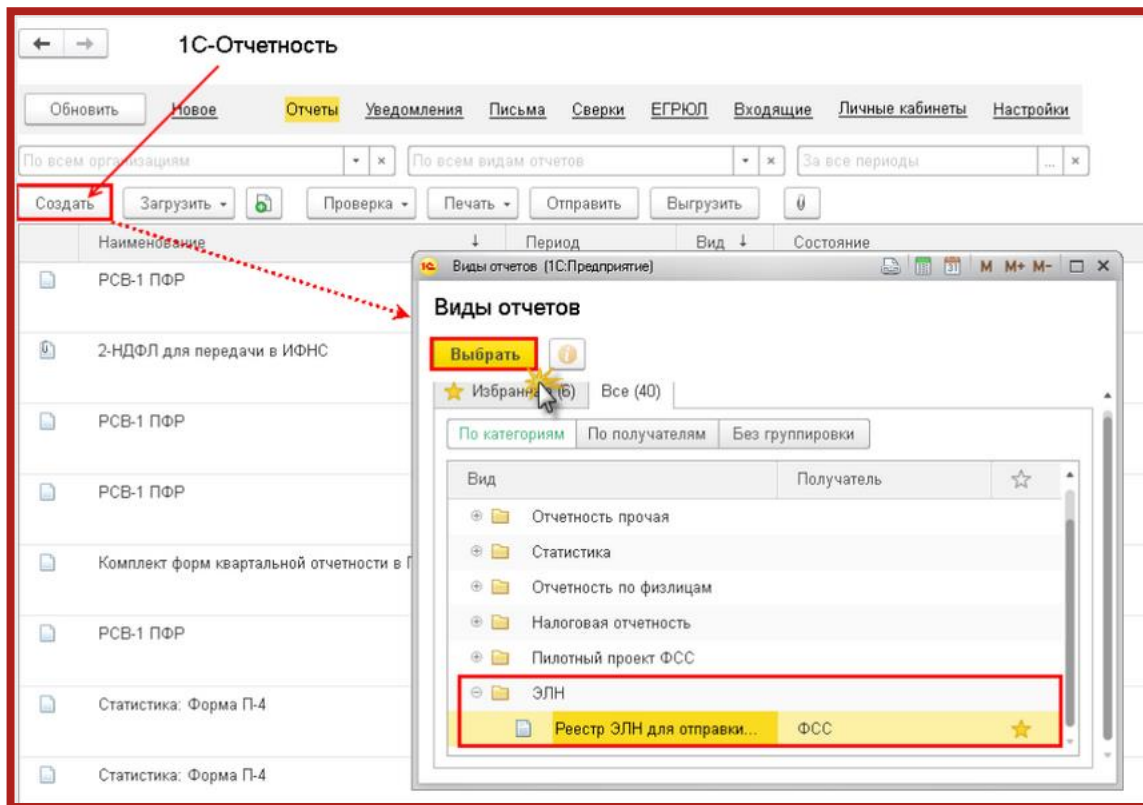 1С-Отчетность
Обновить Новое Отчеты Уведомления Письма Сверки ЕГРЮЛ Входящие Личные кабинеты Настройки
По всем организациям По всем видам отчетов За все периоды ...
Создать Загрузить Проверка Печать Отправить Выгрузить
Наименование ↓ Период Вид ↓ Состояние
РСВ-1 ПФР
2-НДФЛ для передачи в ИФНС
РСВ-1 ПФР
РСВ-1 ПФР
Комплект форм квартальной отчетности в
РСВ-1 ПФР
Статистика: Форма П-4
Статистика: Форма П-4
Виды отчетов (1С:Предприятие) 31 M M+ M-
Виды отчетов
Выбрать
(6) Все (40)
По категориям По получателям Без группировки
Вид Получатель
Отчетность прочая
Статистика
Отчетность по физлицам
Налоговая отчетность
Пилотный проект ФСС
ЭЛН
Реестр ЭЛН для отправки... ФСС